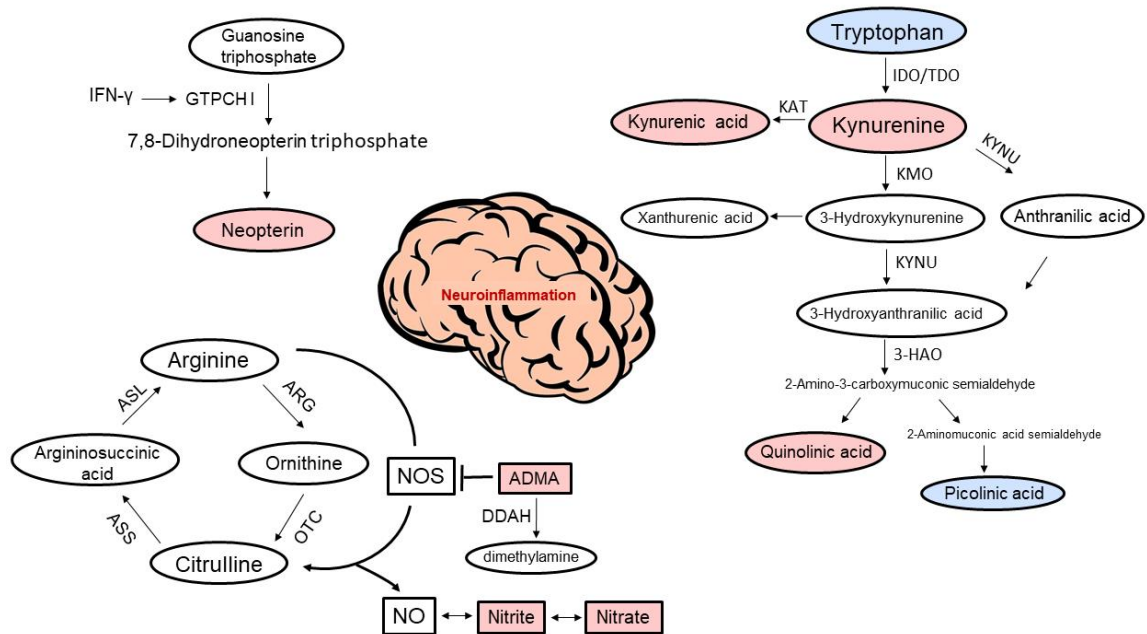 Guanosine
triphosphate
IFN-γ
GTPCH I
7,8-Dihydroneopterin triphosphate
Neopterin
Tryptophan
IDO/TDO
Kynurenic acid
KAT
Kynurenine
KYNU
KMO
Xanthurenic acid
3-Hydroxykynurenine
Anthranilic acid
KYNU
3-Hydroxyanthranilic acid
3-HAO
2-Amino-3-carboxymuconic semialdehyde
2-Aminomuconic acid semialdehyde
Quinolinic acid
Picolinic acid
Neuroinflammation
Arginine
ASL
ARG
Argininosuccinic
acid
Ornithine
ASS
OTC
Citrulline
NOS
ADMA
DDAH
dimethylamine
NO
Nitrite
Nitrate